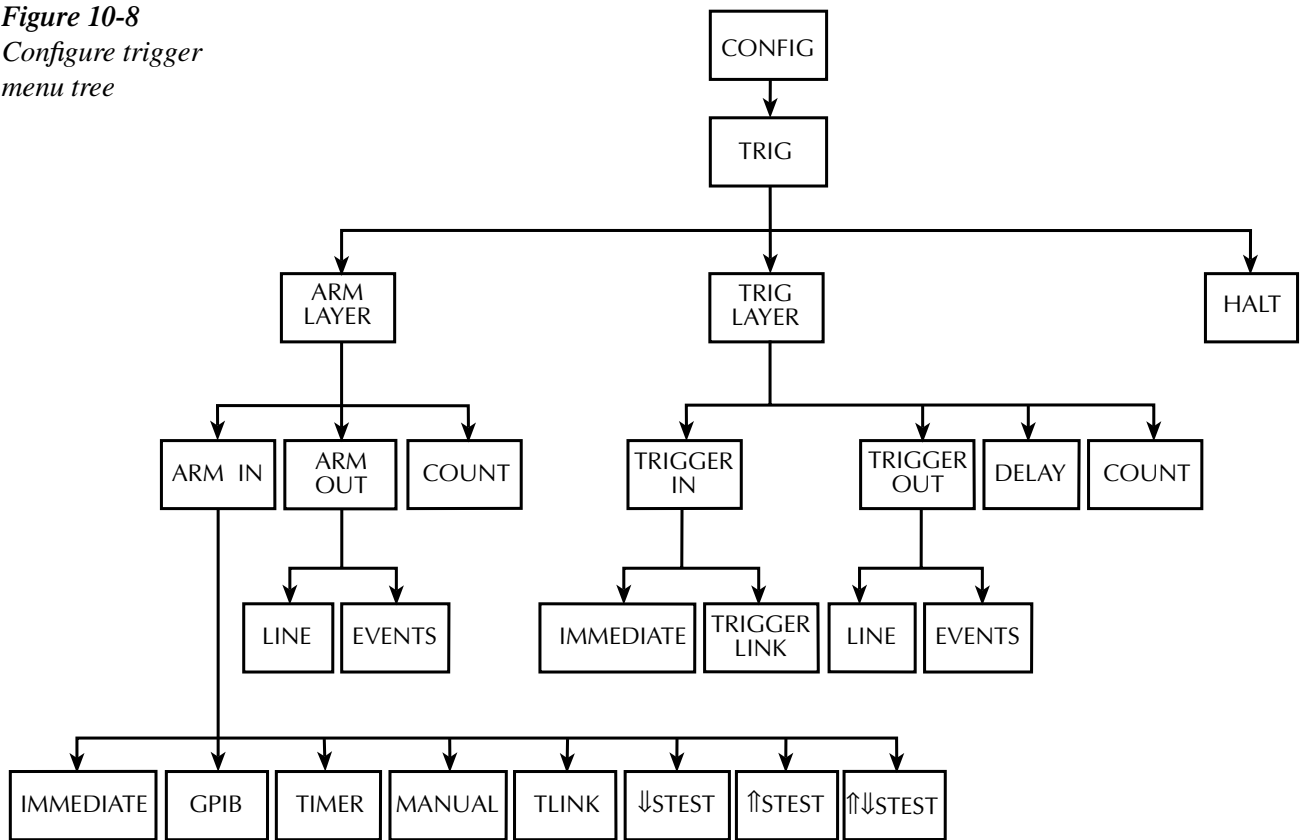 Figure 10-8
Configure trigger
menu tree
CONFIG
TRIG
ARM
LAYER
TRIG
LAYER
HALT
ARM IN
ARM
OUT
COUNT
TRIGGER
IN
TRIGGER
OUT
DELAY
COUNT
LINE
EVENTS
IMMEDIATE
TRIGGER
LINK
LINE
EVENTS
IMMEDIATE
GPIB
TIMER
MANUAL
TLINK
⇓STEST
⇑STEST
⇑⇓STEST